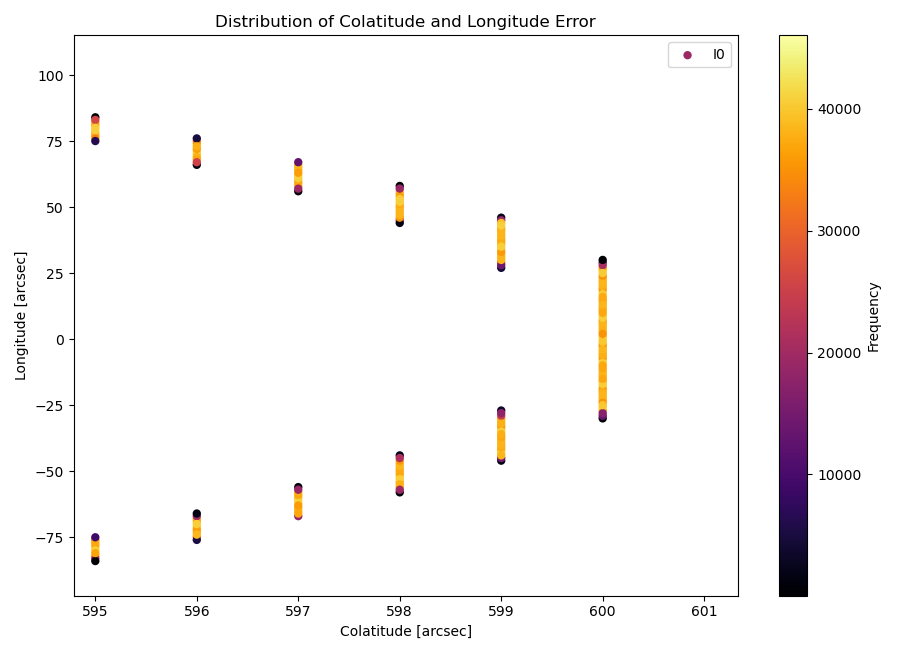 Distribution of Colatitude and Longitude Error
I0
100
75
50
25
0
−25
−50
−75
Longitude [arcsec]
595 596 597 598 599 600 601
Colatitude [arcsec]
40000
30000
20000
10000
Frequency